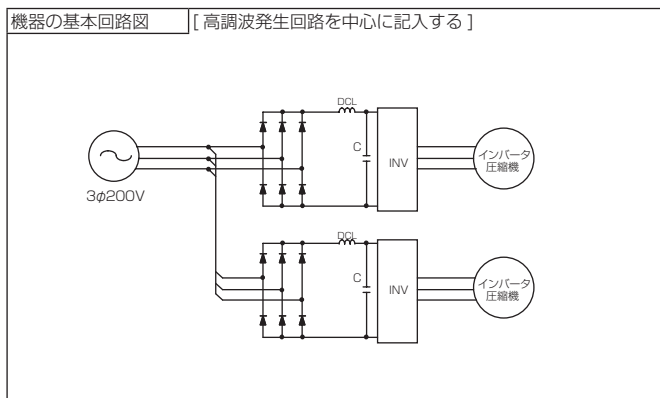 機器の基本回路図 [ 高調波発生回路を中心に記入する ]
DCL
C
INV
インバータ
圧縮機
3φ200V
DCL
C
INV
インバータ
圧縮機